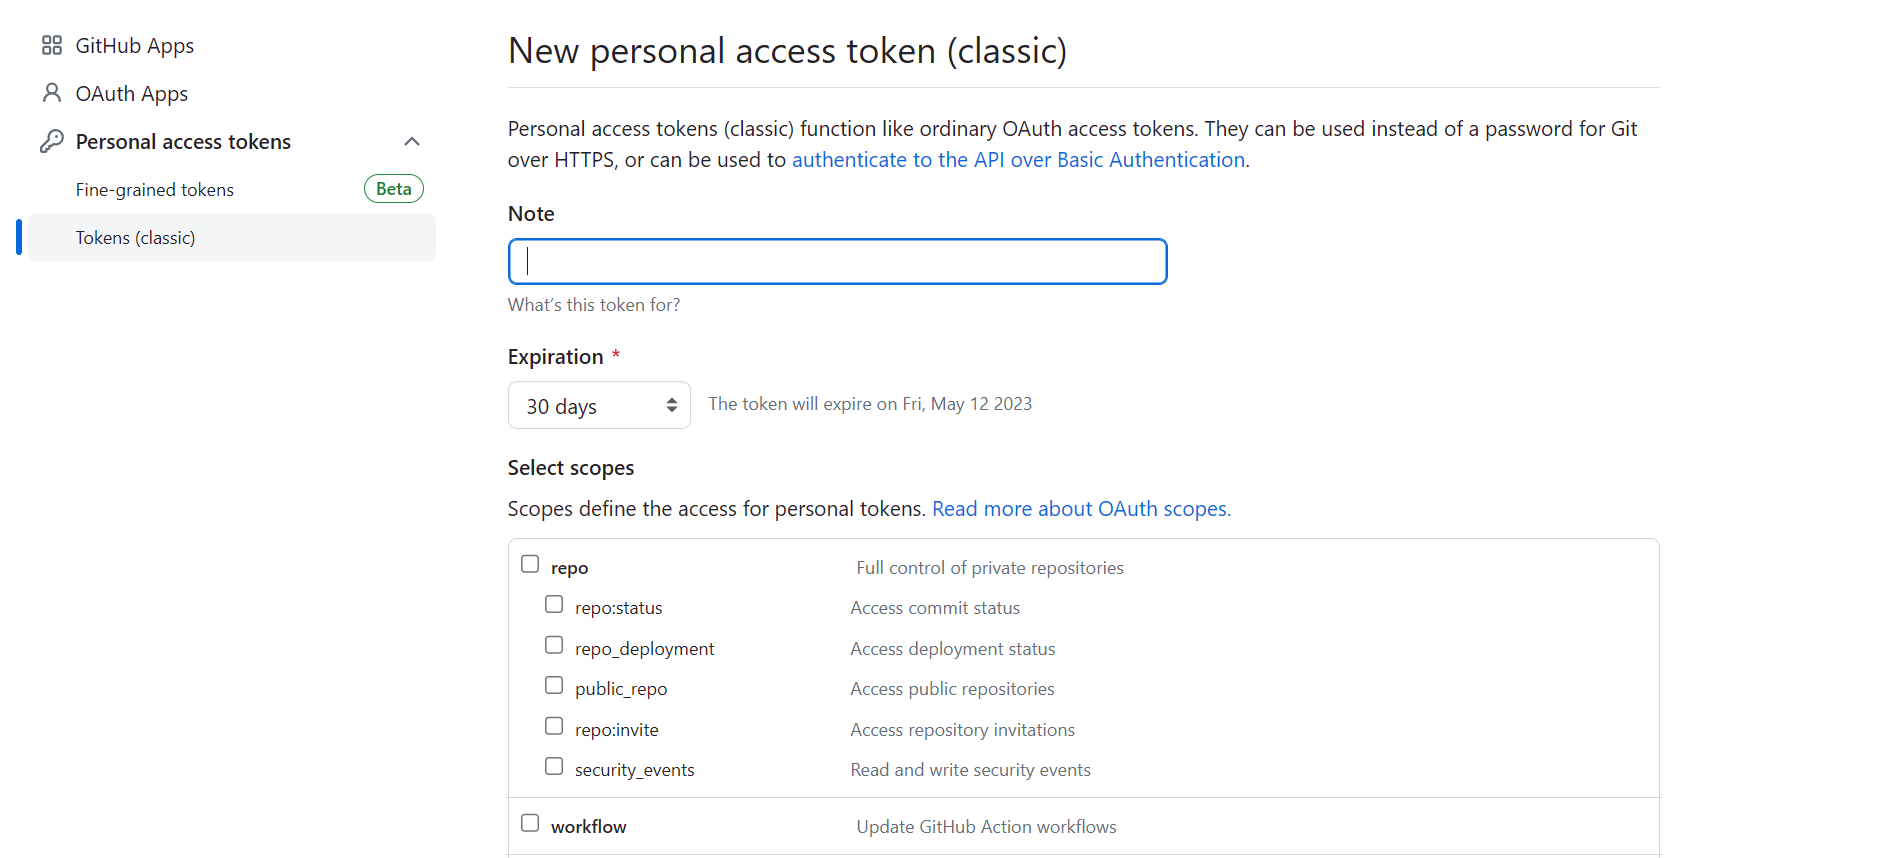 GitHub Apps
OAuth Apps
Personal access tokens
Fine-grained tokens Beta
Tokens (classic)
New personal access token (classic)
Personal access tokens (classic) function like ordinary OAuth access tokens. They can be used instead of a password for Git
over HTTPS, or can be used to authenticate to the API over Basic Authentication.
Note
What's this token for?
Expiration *
30 days The token will expire on Fri, May 12 2023
Select scopes
Scopes define the access for personal tokens. Read more about OAuth scopes.
repo Full control of private repositories
repo:status Access commit status
repo_deployment Access deployment status
public_repo Access public repositories
repo:invite Access repository invitations
security_events Read and write security events
workflow Update GitHub Action workflows